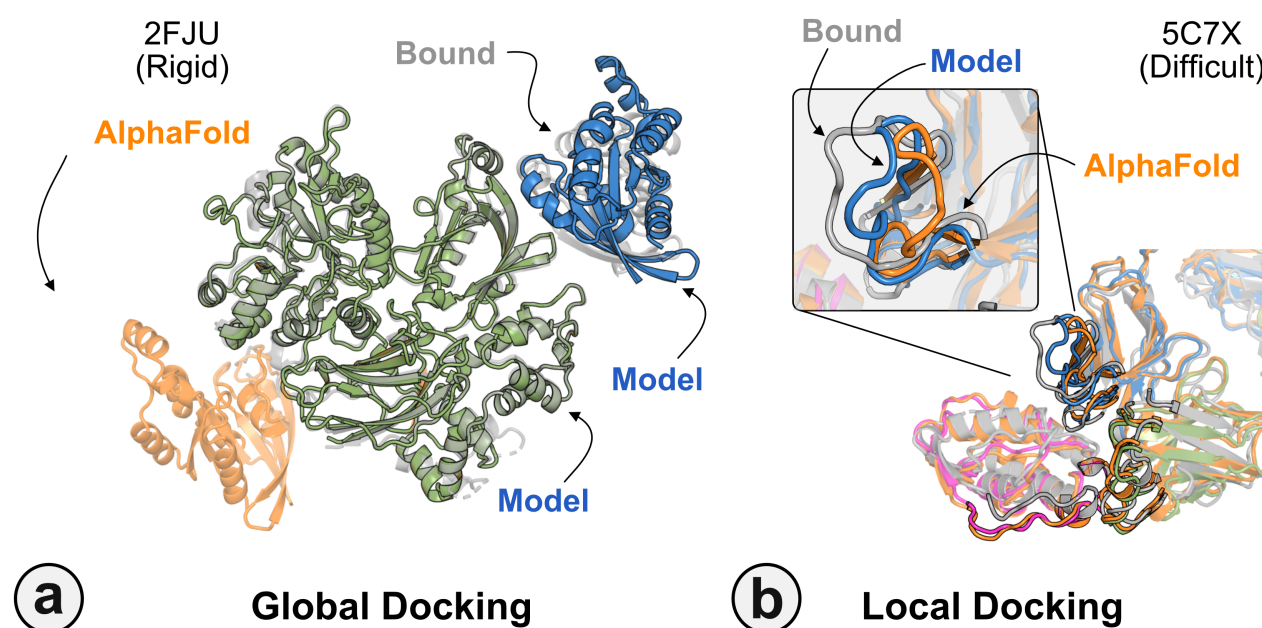 2FJU
(Rigid)
AlphaFold
Bound
Model
Model
a
Global Docking
Bound
Model
5C7X
(Difficult)
AlphaFold
b
Local Docking